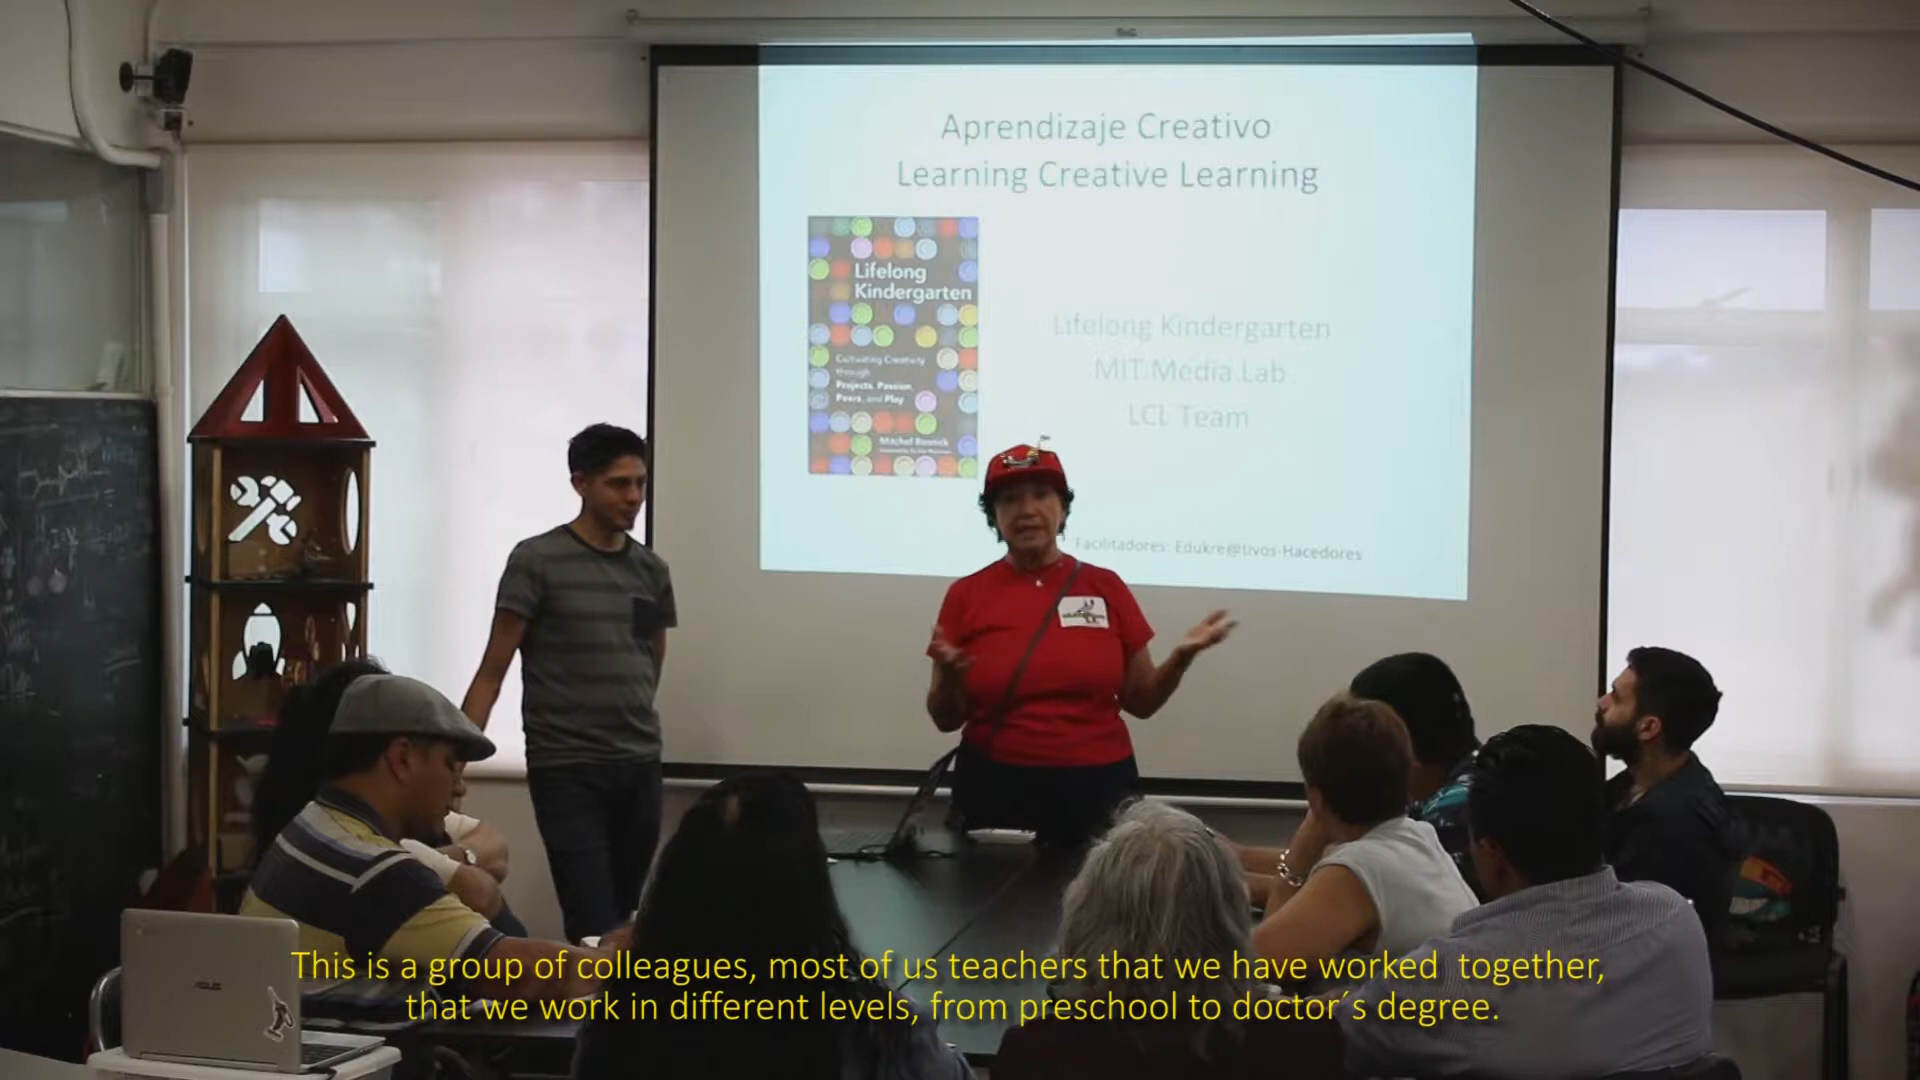 Aprendizaje Creativo
Learning Creative Learning
Lifelong
Kindergarten
Cultivating Creativity
through
Projects, Passion,
Peers, and Play
Mitchel Resnick
Lifelong Kindergarten
MIT Media Lab
LCL Team
Facilitadores: Edukre@tivos-Hacedores
ASUS
This is a group of colleagues, most of us teachers that we have worked together,
that we work in different levels, from preschool to doctor´s degree.